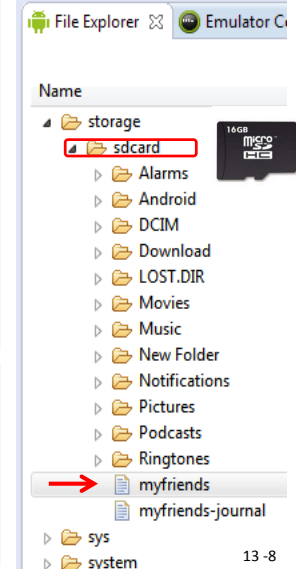 File Explorer Emulator C
Name
storage
sdcard
16GB
micro
SD
HC
Alarms
Android
DCIM
Download
LOST.DIR
Movies
Music
New Folder
Notifications
Pictures
Podcasts
Ringtones
myfriends
myfriends-journal
sys
system
13 -8